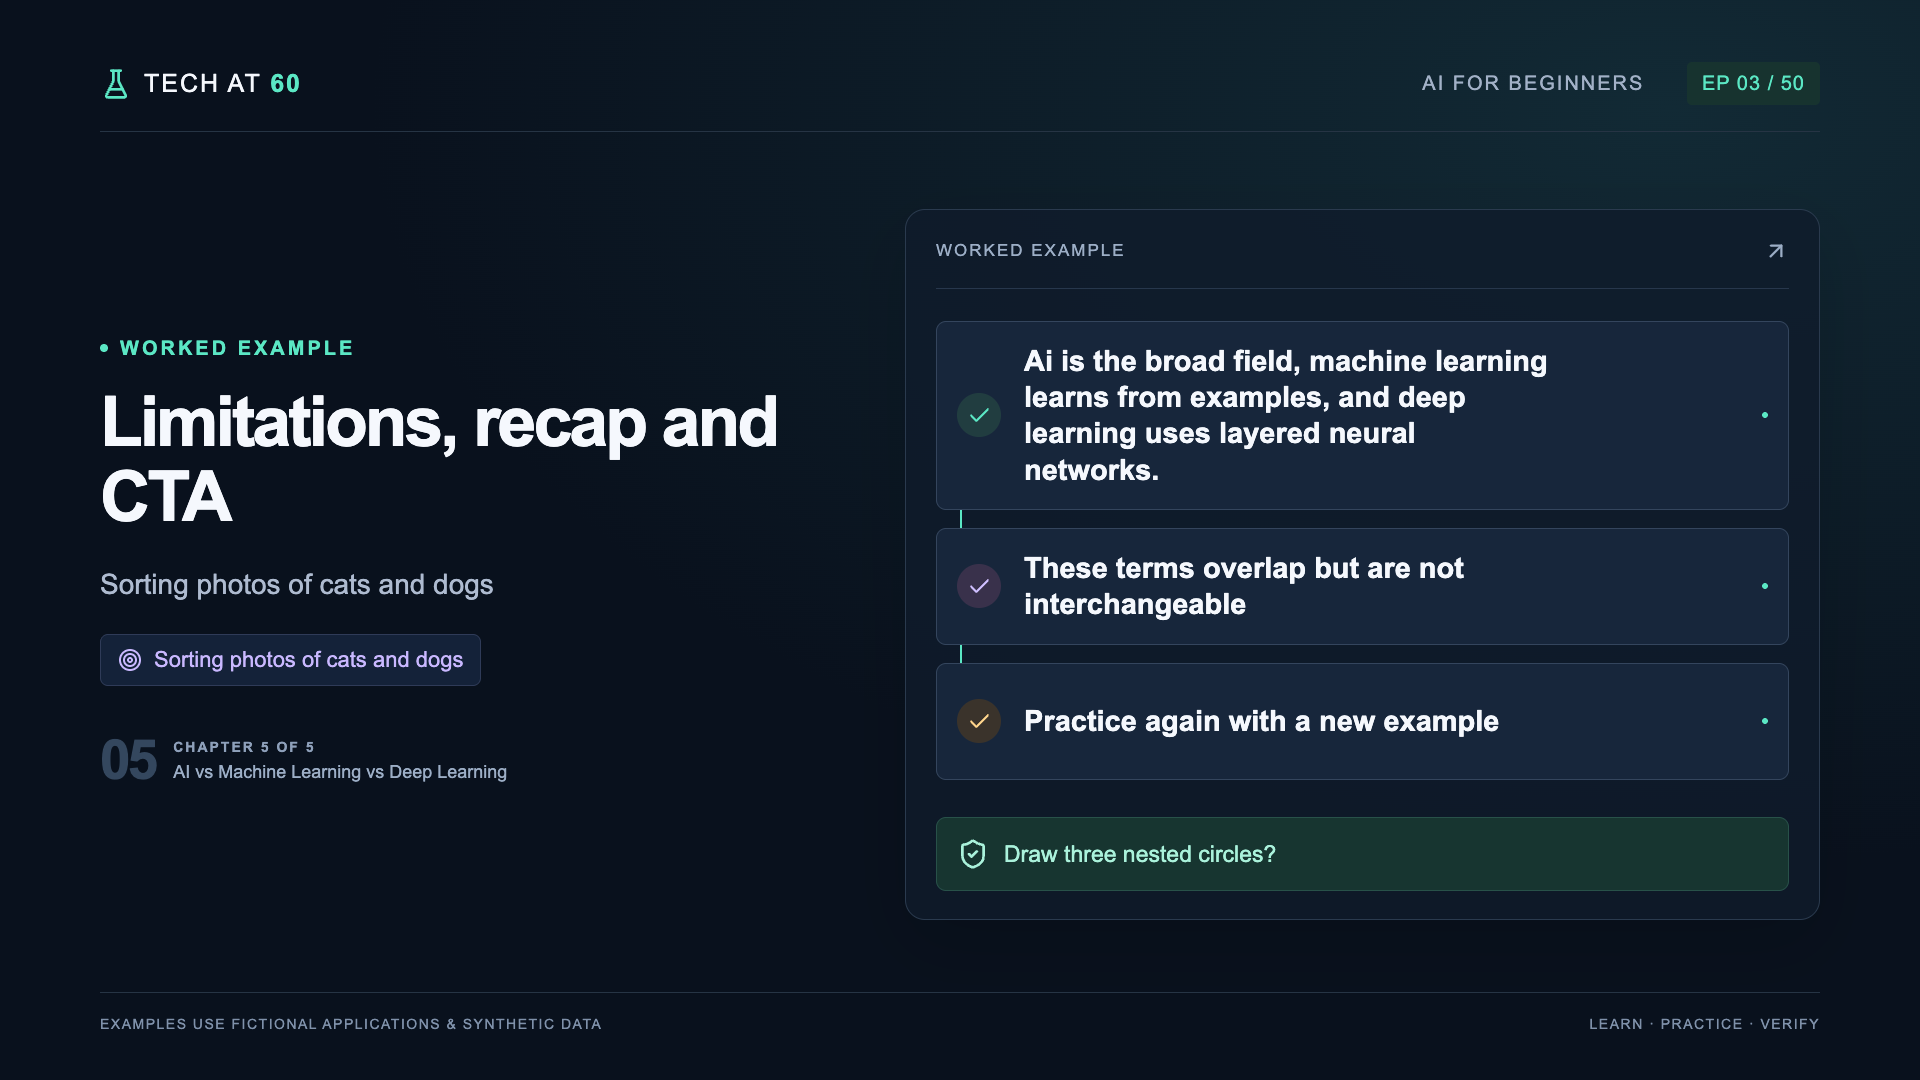 TECH AT 60
AI FOR BEGINNERS
EP 03 / 50
WORKED EXAMPLE
Limitations, recap and
CTA
Sorting photos of cats and dogs
Sorting photos of cats and dogs
05
CHAPTER 5 OF 5
AI vs Machine Learning vs Deep Learning
WORKED EXAMPLE
Ai is the broad field, machine learning
learns from examples, and deep
learning uses layered neural
networks.
These terms overlap but are not
interchangeable
Practice again with a new example
Draw three nested circles?
EXAMPLES USE FICTIONAL APPLICATIONS & SYNTHETIC DATA
LEARN · PRACTICE · VERIFY